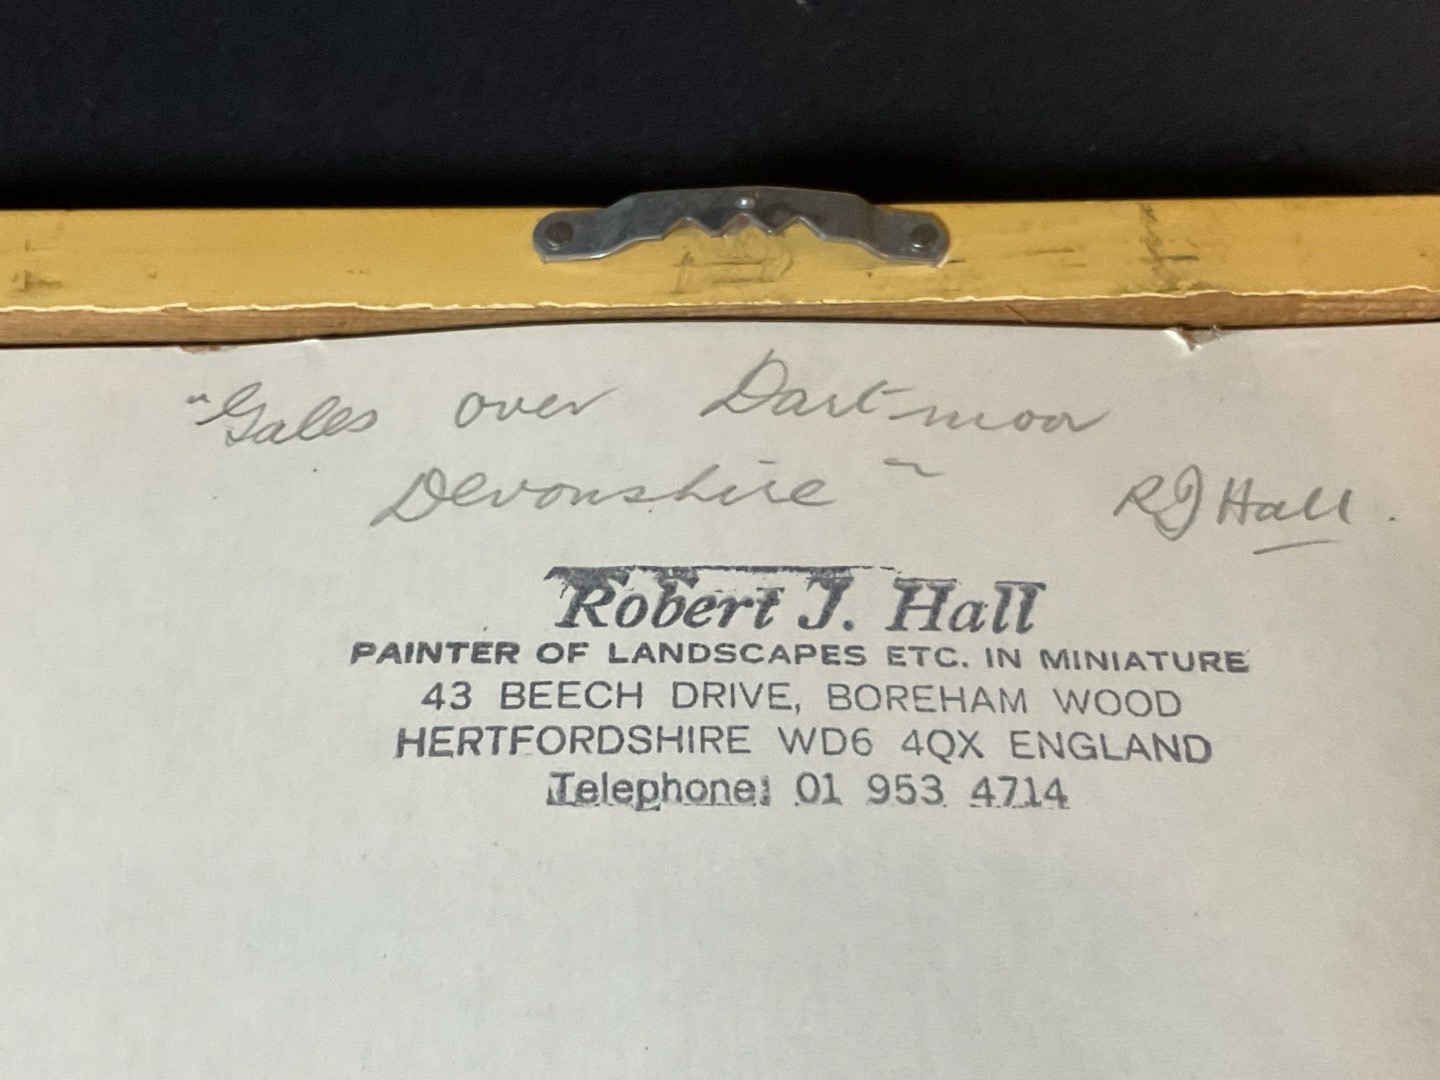 "Gales over Dartmoor
Devonshire" RJ Hall.
Robert J. Hall
PAINTER OF LANDSCAPES ETC. IN MINIATURE
43 BEECH DRIVE, BOREHAM WOOD
HERTFORDSHIRE WD6 4QX ENGLAND
Telephone: 01 953 4714